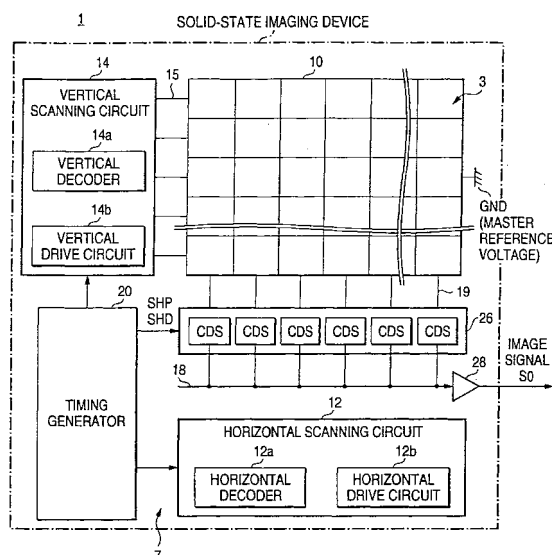 1
SOLID-STATE IMAGING DEVICE
14
15
10
3
VERTICAL
SCANNING CIRCUIT
14a
VERTICAL
DECODER
14b
VERTICAL
DRIVE CIRCUIT
GND
(MASTER
REFERENCE
VOLTAGE)
20
SHP
SHD
19
26
CDS CDS CDS CDS CDS CDS
IMAGE
SIGNAL
S0
28
18
TIMING
GENERATOR
12
HORIZONTAL SCANNING CIRCUIT
12a
12b
HORIZONTAL
DECODER
HORIZONTAL
DRIVE CIRCUIT
7